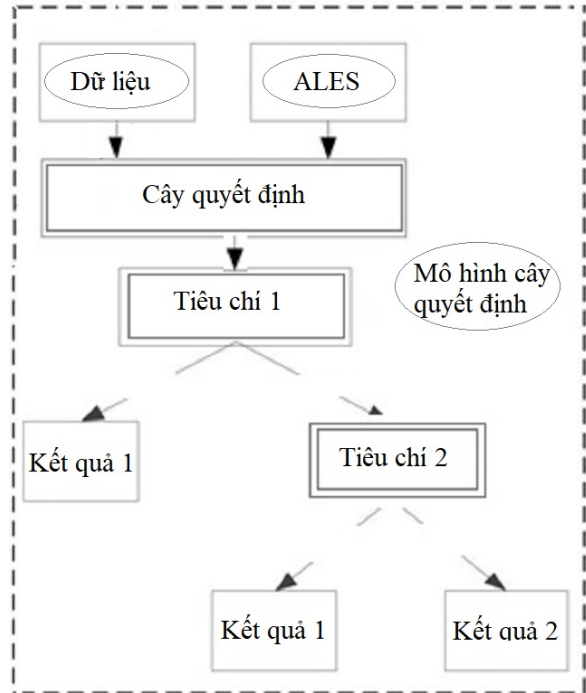 Dữ liệu
ALES
Cây quyết định
Tiêu chí 1
Mô hình cây
quyết định
Kết quả 1
Tiêu chí 2
Kết quả 1
Kết quả 2